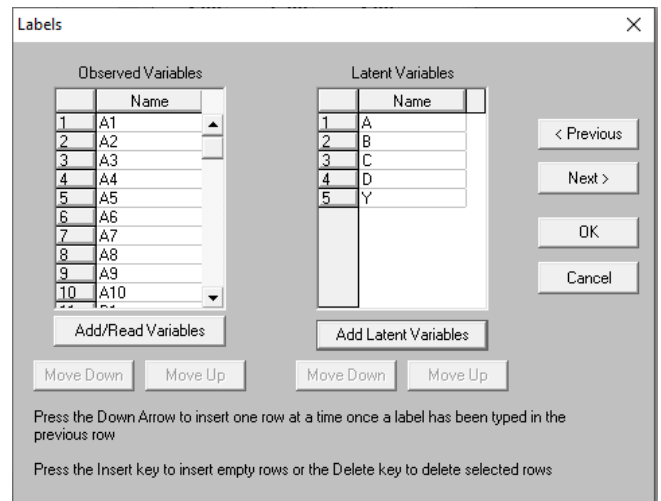 Labels
Observed Variables
Latent Variables
Name
1 A1
2 A2
3 A3
4 A4
5 A5
6 A6
7 A7
8 A8
9 A9
10 A10
Name
1 A
2 B
3 C
4 D
5 Y
< Previous
Next >
OK
Cancel
Add/Read Variables
Add Latent Variables
Move Down
Move Up
Move Down
Move Up
Press the Down Arrow to insert one row at a time once a label has been typed in the
previous row
Press the Insert key to insert empty rows or the Delete key to delete selected rows